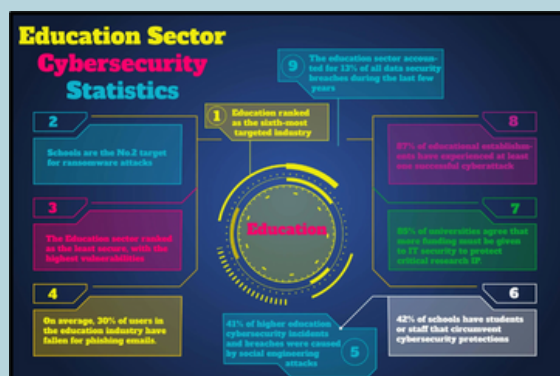 Education Sector
Cybersecurity
Statistics
1
Education ranked
as the sixth-most
targeted industry
2
Schools are the No.2 target
for ransomware attacks
3
The Education sector ranked
as the least secure, with the
highest vulnerabilities
4
On average, 30% of users in
the education industry have
fallen for phishing emails.
Education
5
41% of higher education
cybersecurity incidents
and breaches were caused
by social engineering
attacks
6
42% of schools have students
or staff that circumvent
cybersecurity protections
7
of universities agree that
more funding must be given
to IT security to protect
critical research IP.
8
87% of educational establishm-
ents have experienced at least
one successful cyberattack
9
The education sector accoun-
ted for 13% of all data security
breaches during the last few
years